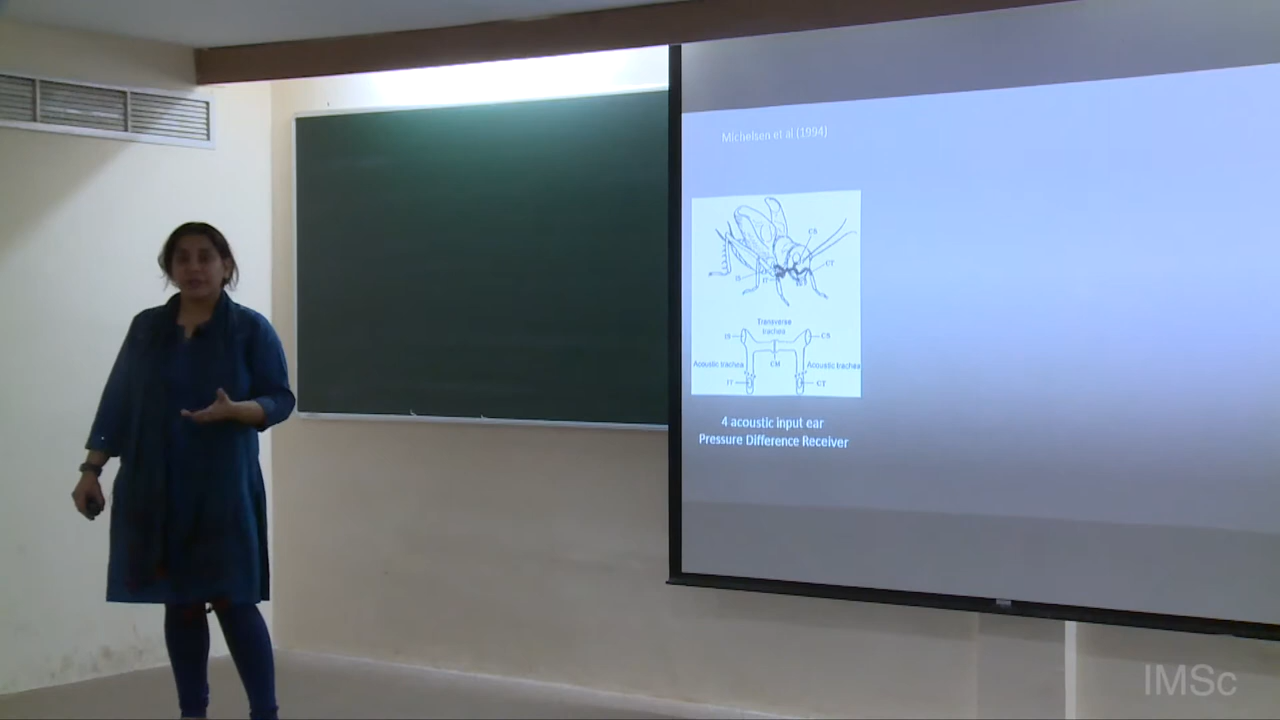 Michelsen et al (1994)
CS
CT
IS
IT
Transverse
trachea
IS
CS
CM
Acoustic trachea
Acoustic trachea
IT
CT
4 acoustic input ear
Pressure Difference Receiver
IMSc